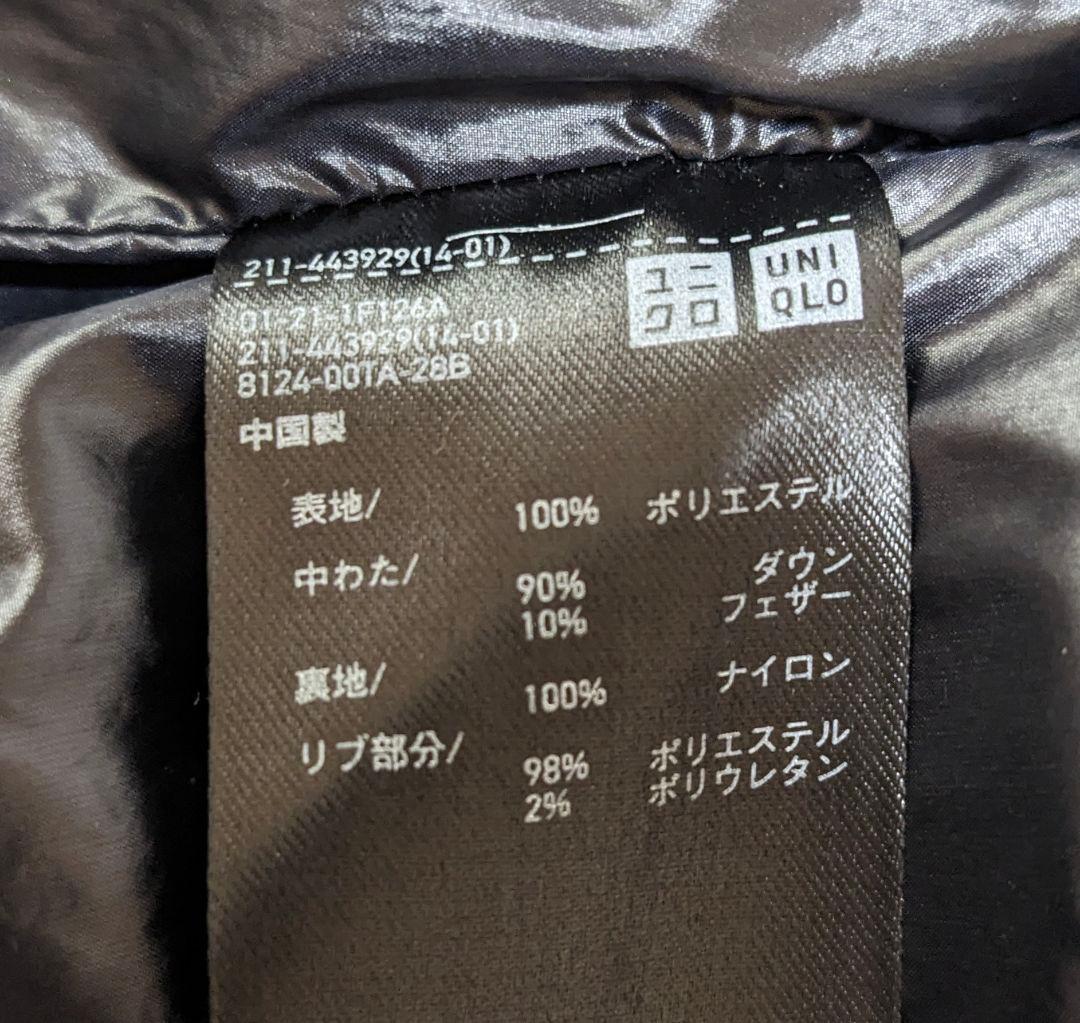 211-443929(14-01)
ユニ
クロ
UNI
QLO
01-21-1F126A
211-443929(14-01)
8124-00TA-28B
中国製
表地/ 100% ポリエステル
中わた/ 90% ダウン
10% フェザー
裏地/ 100% ナイロン
リブ部分/ 98% ポリエステル
2% ポリウレタン